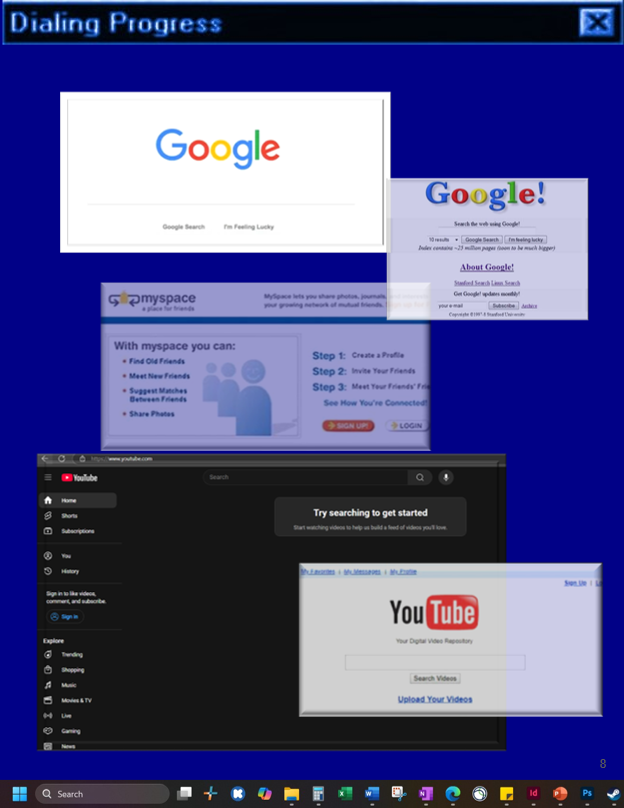 Dialing Progress
Google
Google Search I'm Feeling Lucky
Google!
Search the web using Google!
10 results Google Search I'm feeling lucky
Index contains ~25 million pages (soon to be much bigger)
About Google!
Stanford Search Linux Search
Get Google! updates monthly!
your e-mail Subscribe Archive
Copyright ©1997-8 Stanford University
myspace
a place for friends
MySpace lets you share photos, journals,
your growing network of mutual friends.
With myspace you can:
Find Old Friends
Meet New Friends
Suggest Matches
Between Friends
Share Photos
Step 1: Create a Profile
Step 2: Invite Your Friends
Step 3: Meet Your Friends' Frie
See How You're Connected!
SIGN UP! LOGIN
https://www.youtube.com
YouTube
Search
Home
Shorts
Subscriptions
You
History
Sign in to like videos,
comment, and subscribe.
Sign in
Explore
Trending
Shopping
Music
Movies & TV
Live
Gaming
News
Try searching to get started
Start watching videos to help us build a feed of videos you'll love.
My Favorites | My Messages | My Profile
Sign Up |
YouTube
Your Digital Video Repository
Search Videos
Upload Your Videos
8
Search